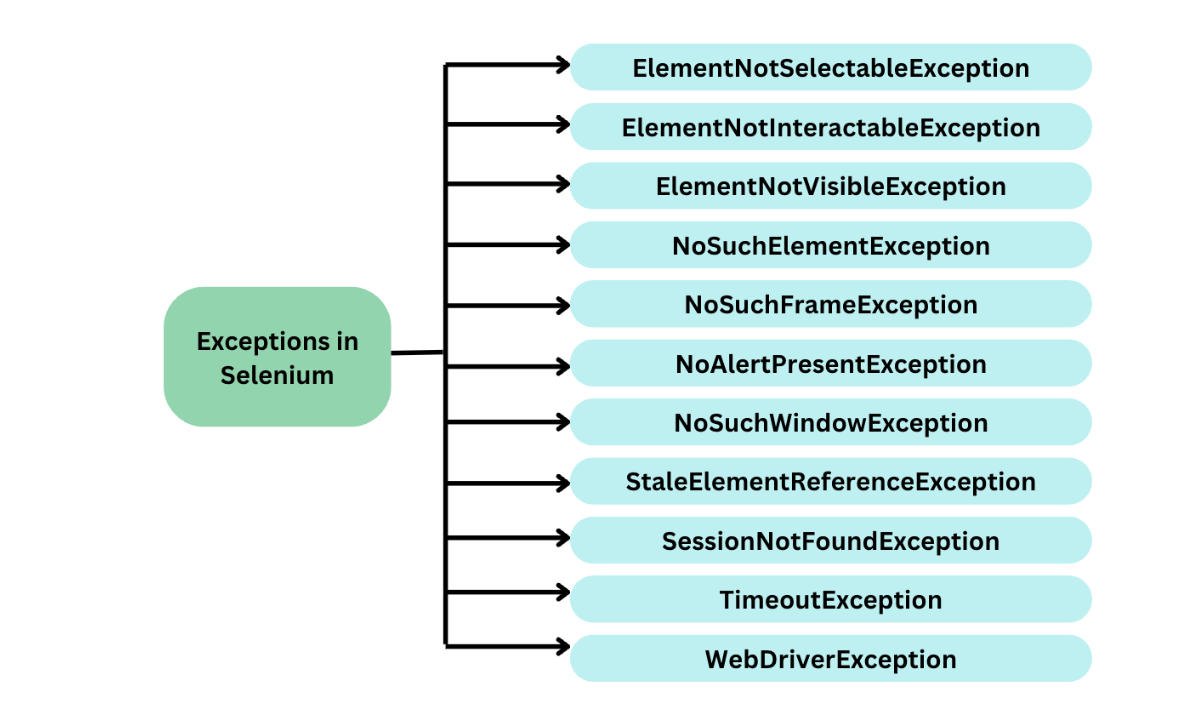 Exceptions in
Selenium
ElementNotSelectableException
ElementNotInteractableException
ElementNotVisibleException
NoSuchElementException
NoSuchFrameException
NoAlertPresentException
NoSuchWindowException
StaleElementReferenceException
SessionNotFoundException
TimeoutException
WebDriverException